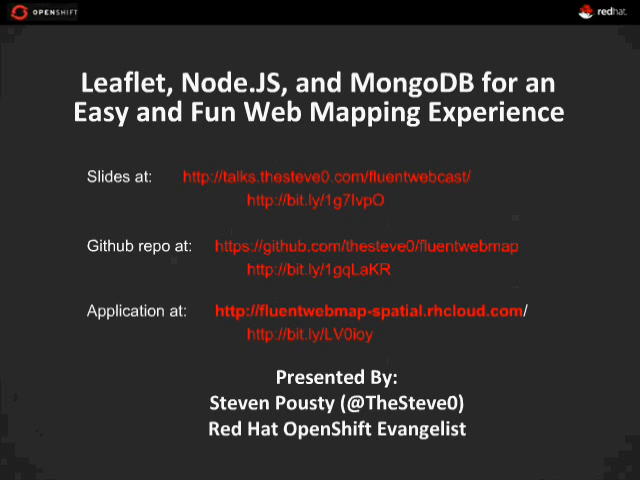 OPENSHIFT
redhat.
Leaflet, Node.JS, and MongoDB for an
Easy and Fun Web Mapping Experience
Slides at: http://talks.thesteve0.com/fluentwebcast/
http://bit.ly/1g7IvpO
Github repo at: https://github.com/thesteve0/fluentwebmap
http://bit.ly/1gqLaKR
Application at: http://fluentwebmap-spatial.rhcloud.com/
http://bit.ly/LV0ioy
Presented By:
Steven Pousty (@TheSteve0)
Red Hat OpenShift Evangelist